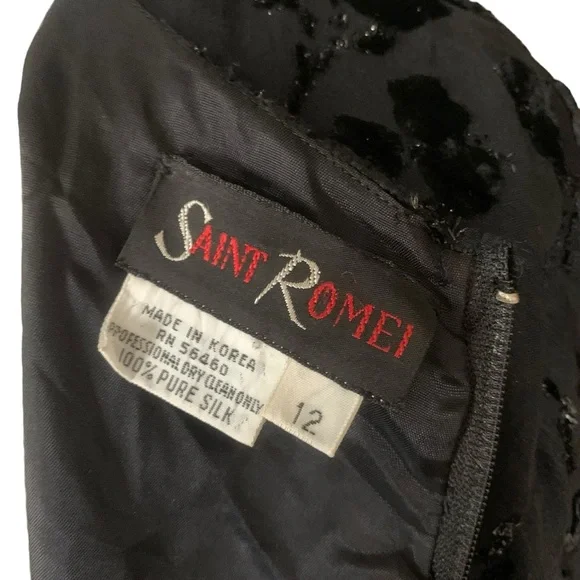 SAINT ROMEI
MADE IN KOREA
RN 56460
PROFESSIONAL DRY CLEAN ONLY
100% PURE SILK
12